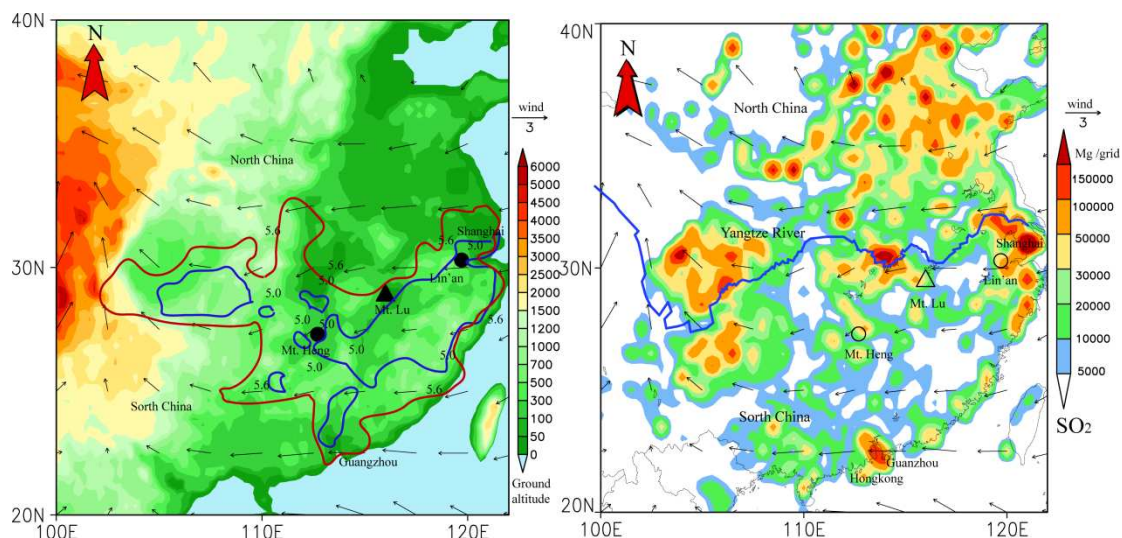 40N
N
wind
3
North China
6000
5000
4500
4000
3500
3000
2500
2000
1500
1200
1000
700
500
300
100
50
0
Ground
altitude
5.6
Shanghai
5.6
5.0
30N
5.6
Lin'an
5.0
5.0
Mt. Lu
5.0
5.6
Mt. Heng
5.0
5.0
5.0
5.6
5.6
Sorth China
Guangzhou
20N
100E
110E
120E
40N
N
wind
3
North China
Mg /grid
150000
100000
50000
30000
20000
10000
5000
SO2
Yangtze River
Shanghai
30N
Lin'an
Mt. Lu
Mt. Heng
Sorth China
Guanzhou
Hongkong
20N
100E
110E
120E